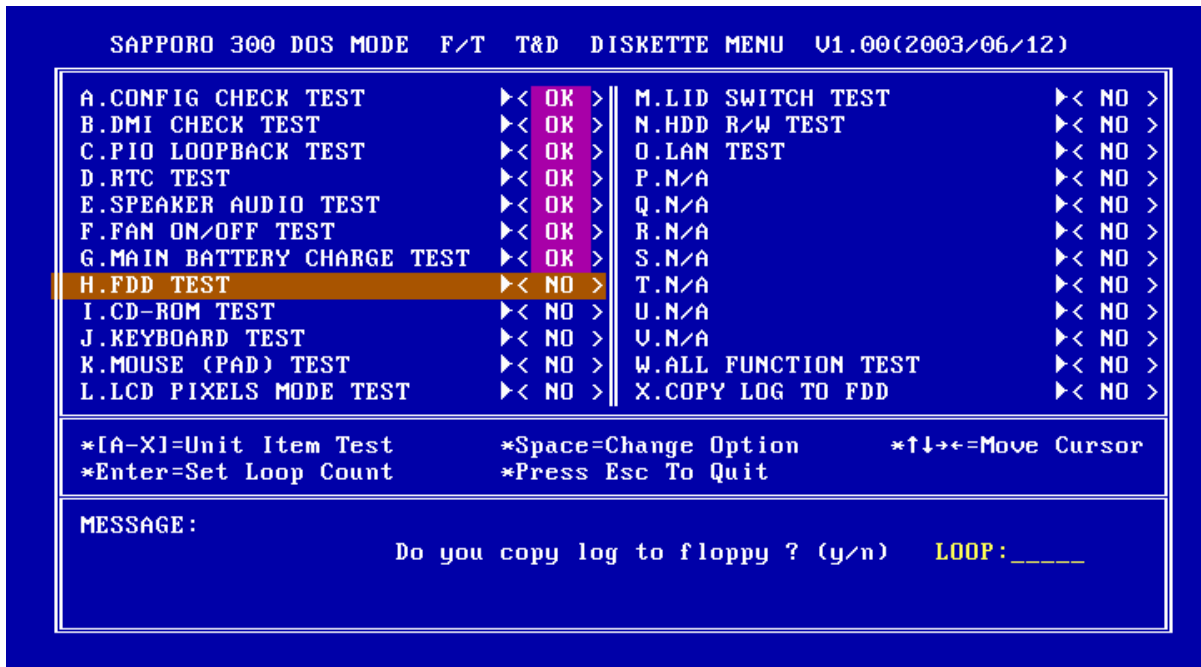 SAPPORO 300 DOS MODE F/T T&D DISKETTE MENU V1.00(2003/06/12)
A.CONFIG CHECK TEST ►< OK >
B.DMI CHECK TEST ►< OK >
C.PIO LOOPBACK TEST ►< OK >
D.RTC TEST ►< OK >
E.SPEAKER AUDIO TEST ►< OK >
F.FAN ON/OFF TEST ►< OK >
G.MAIN BATTERY CHARGE TEST ►< OK >
H.FDD TEST ►< NO >
I.CD-ROM TEST ►< NO >
J.KEYBOARD TEST ►< NO >
K.MOUSE (PAD) TEST ►< NO >
L.LCD PIXELS MODE TEST ►< NO >
M.LID SWITCH TEST ►< NO >
N.HDD R/W TEST ►< NO >
O.LAN TEST ►< NO >
P.N/A ►< NO >
Q.N/A ►< NO >
R.N/A ►< NO >
S.N/A ►< NO >
T.N/A ►< NO >
U.N/A ►< NO >
V.N/A ►< NO >
W.ALL FUNCTION TEST ►< NO >
X.COPY LOG TO FDD ►< NO >
*[A-X]=Unit Item Test *Space=Change Option *↑↓→←=Move Cursor
*Enter=Set Loop Count *Press Esc To Quit
MESSAGE:
Do you copy log to floppy ? (y/n) LOOP:_____